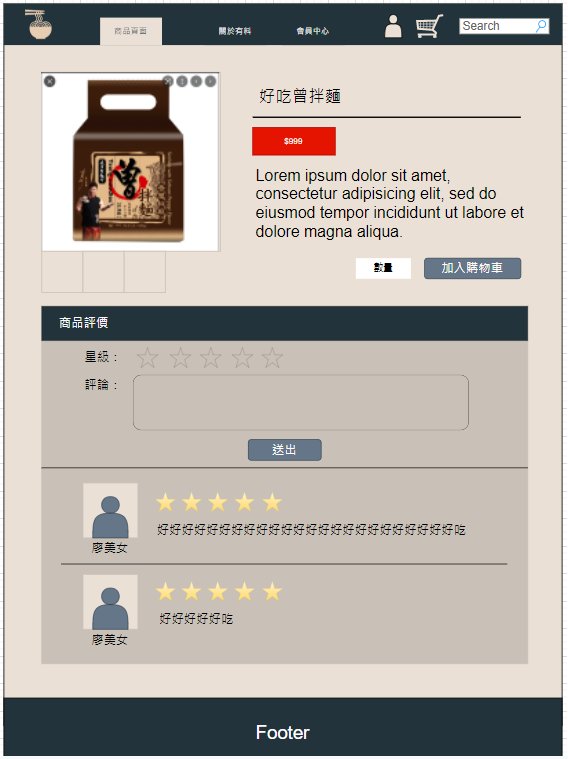 商品頁面
關於有料
會員中心
Search
好吃曾拌麵
$999
Lorem ipsum dolor sit amet,
consectetur adipisicing elit, sed do
eiusmod tempor incididunt ut labore et
dolore magna aliqua.
曾
拌
麵
數量
加入購物車
商品評價
星級：
評論：
送出
好好好好好好好好好好好好好好好好好好好好好好好好吃
廖美女
好好好好好吃
廖美女
Footer